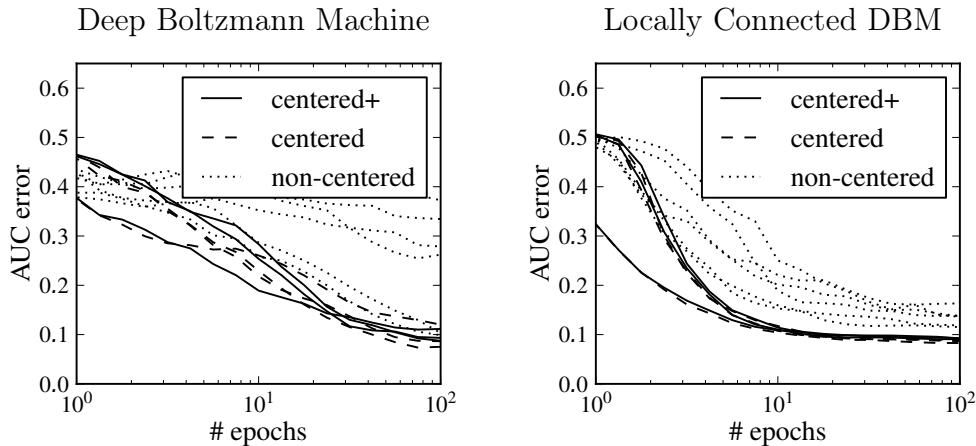 Deep Boltzmann Machine
AUC error
0.6
0.5
0.4
0.3
0.2
0.1
0.0
centered+
centered
non-centered
10^0
10^1
10^2
# epochs
Locally Connected DBM
AUC error
0.6
0.5
0.4
0.3
0.2
0.1
0.0
centered+
centered
non-centered
10^0
10^1
10^2
# epochs